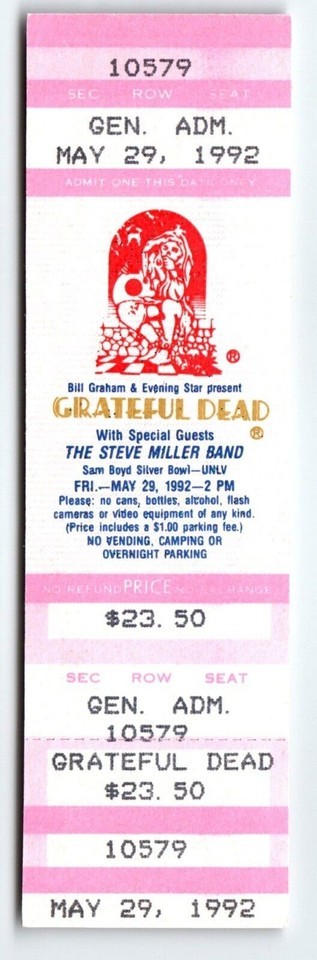 10579
SEC ROW SEAT
GEN. ADM.
MAY 29, 1992
ADMIT ONE THIS DATE ONLY
®
Bill Graham & Evening Star present
GRATEFUL DEAD
®
With Special Guests
THE STEVE MILLER BAND
Sam Boyd Silver Bowl—UNLV
FRI.—MAY 29, 1992—2 PM
Please: no cans, bottles, alcohol, flash
cameras or video equipment of any kind.
(Price includes a $1.00 parking fee.)
NO VENDING, CAMPING OR
OVERNIGHT PARKING
NO REFUND PRICE NO EXCHANGE
$23.50
SEC ROW SEAT
GEN. ADM.
10579
GRATEFUL DEAD
$23.50
10579
MAY 29, 1992